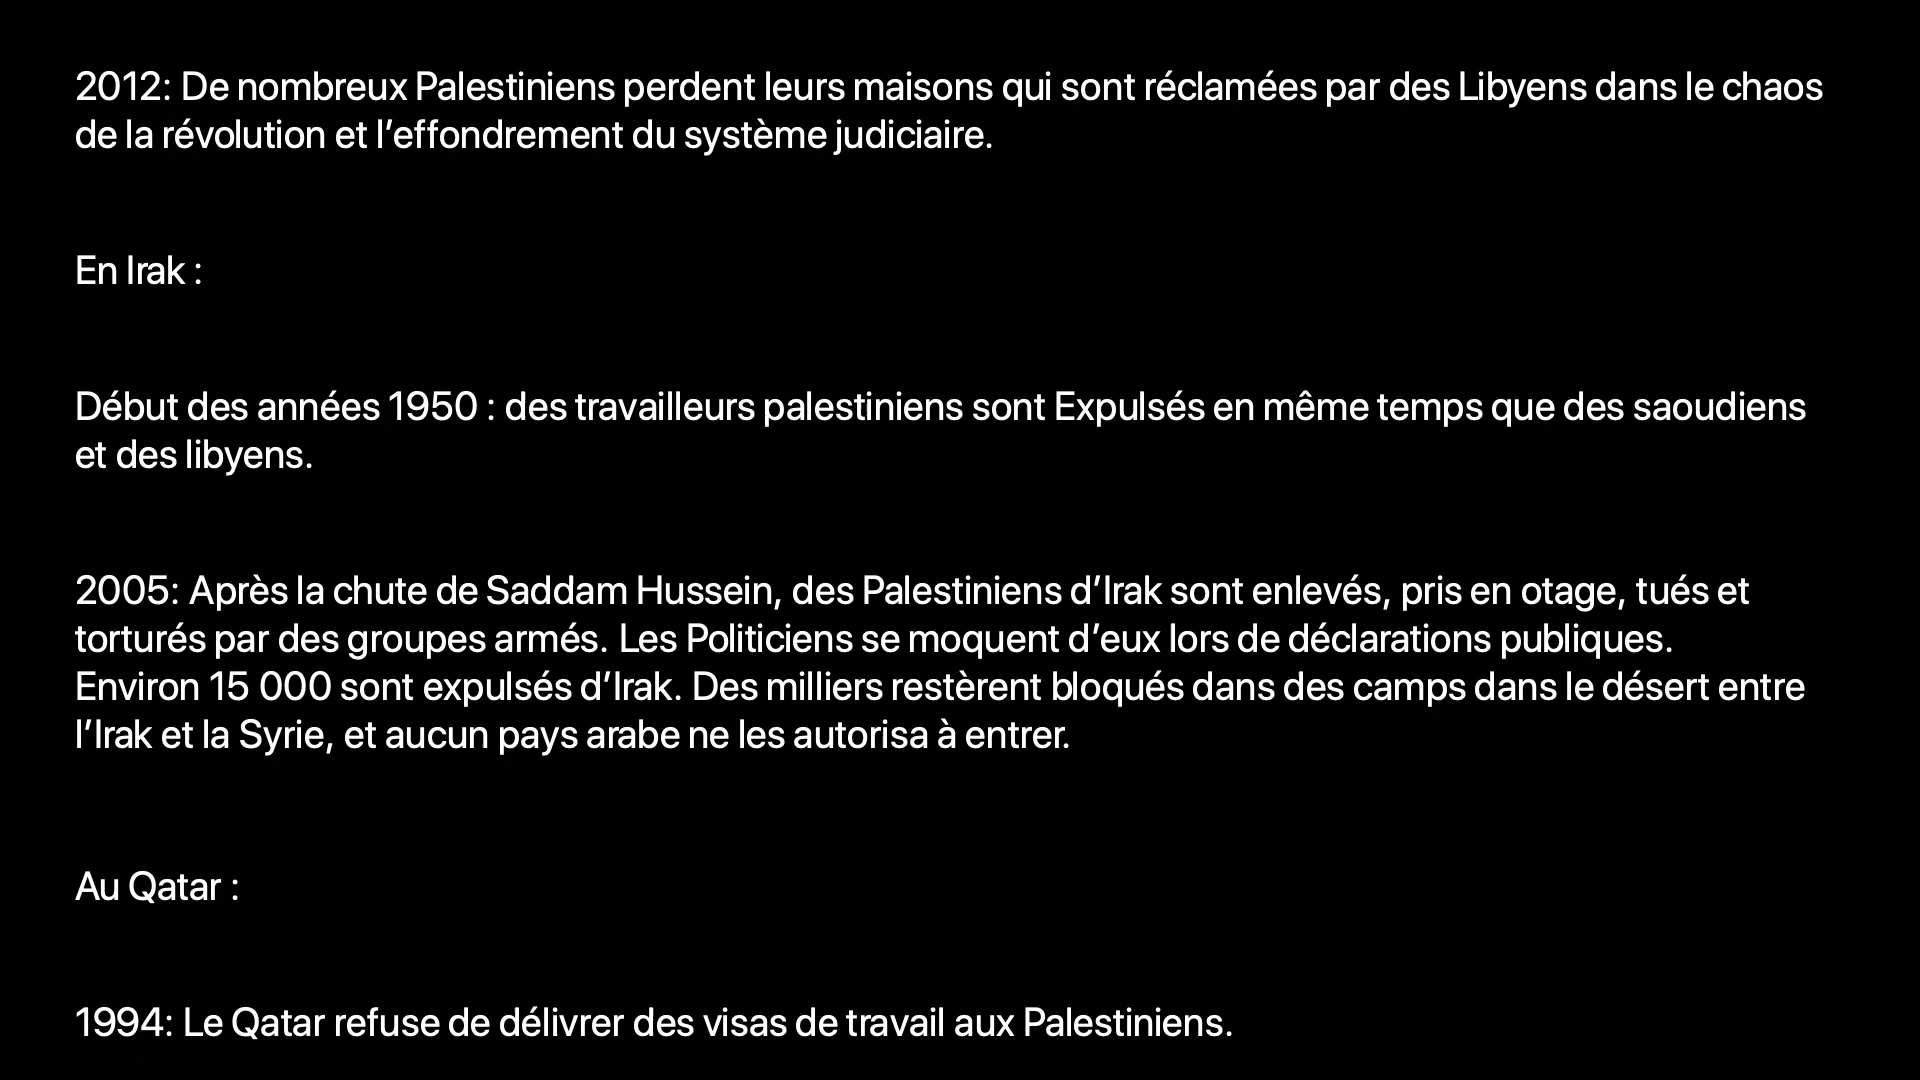 2012: De nombreux Palestiniens perdent leurs maisons qui sont réclamées par des Libyens dans le chaos
de la révolution et l’effondrement du système judiciaire.
En Irak :
Début des années 1950 : des travailleurs palestiniens sont Expulsés en même temps que des saoudiens
et des libyens.
2005: Après la chute de Saddam Hussein, des Palestiniens d’Irak sont enlevés, pris en otage, tués et
torturés par des groupes armés. Les Politiciens se moquent d’eux lors de déclarations publiques.
Environ 15 000 sont expulsés d’Irak. Des milliers restèrent bloqués dans des camps dans le désert entre
l’Irak et la Syrie, et aucun pays arabe ne les autorisa à entrer.
Au Qatar :
1994: Le Qatar refuse de délivrer des visas de travail aux Palestiniens.